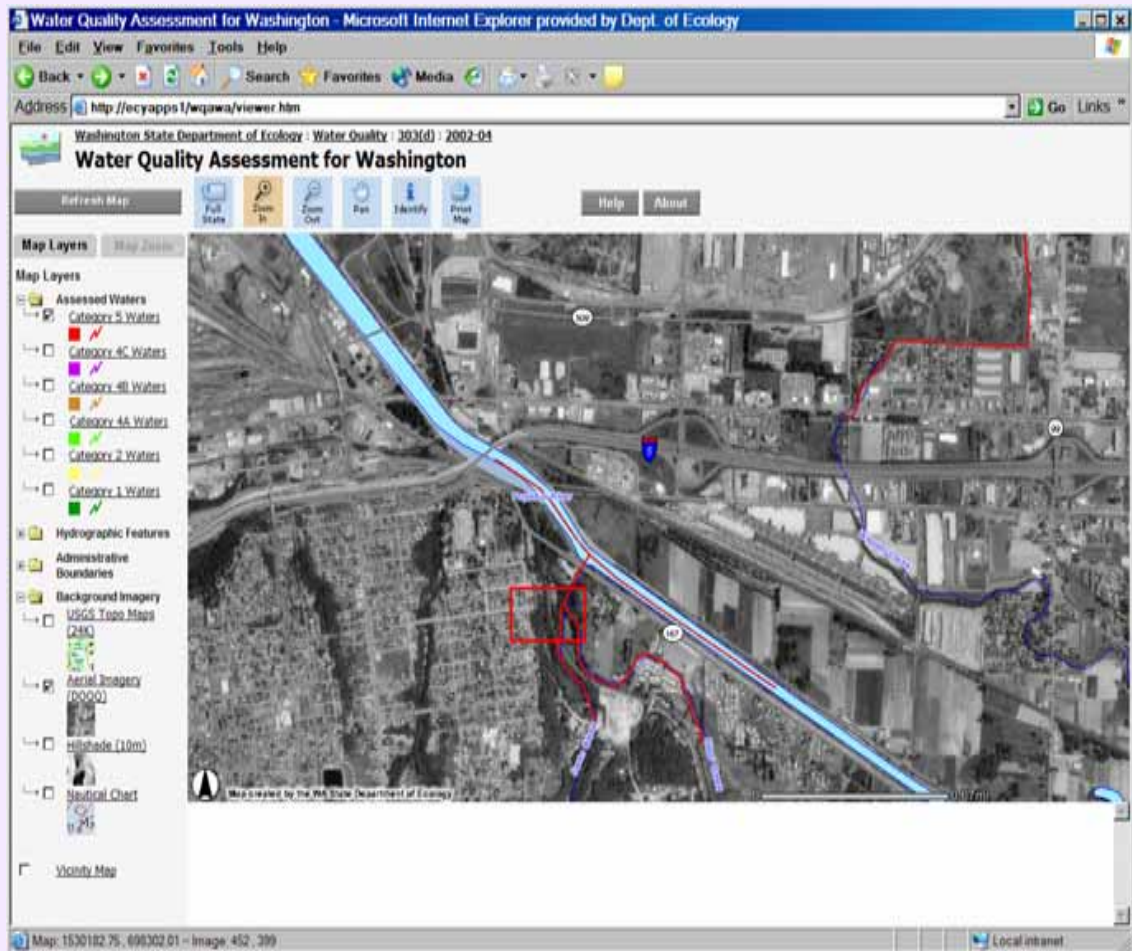 Water Quality Assessment for Washington - Microsoft Internet Explorer provided by Dept. of Ecology
File Edit View Favorites Tools Help
Back Search Favorites Media
Address http://ecyapps1/wqawa/viewer.htm Go Links »
Washington State Department of Ecology : Water Quality : 303(d) : 2002-04
Water Quality Assessment for Washington
Refresh Map Full State Zoom In Zoom Out Pan Identify Print Map Help About
Map Layers Map Zoom
Map Layers
Assessed Waters
Category 5 Waters
Category 4C Waters
Category 4B Waters
Category 4A Waters
Category 2 Waters
Category 1 Waters
Hydrographic Features
Administrative
Boundaries
Background Imagery
USGS Topo Maps
(24K)
Aerial Imagery
(DOQQ)
Hillshade (10m)
Nautical Chart
Vicinity Map
509
99
5
167
Map created by the WA State Department of Ecology
Map: 1530182.75 , 698302.01 -- Image: 452 , 399
Local intranet